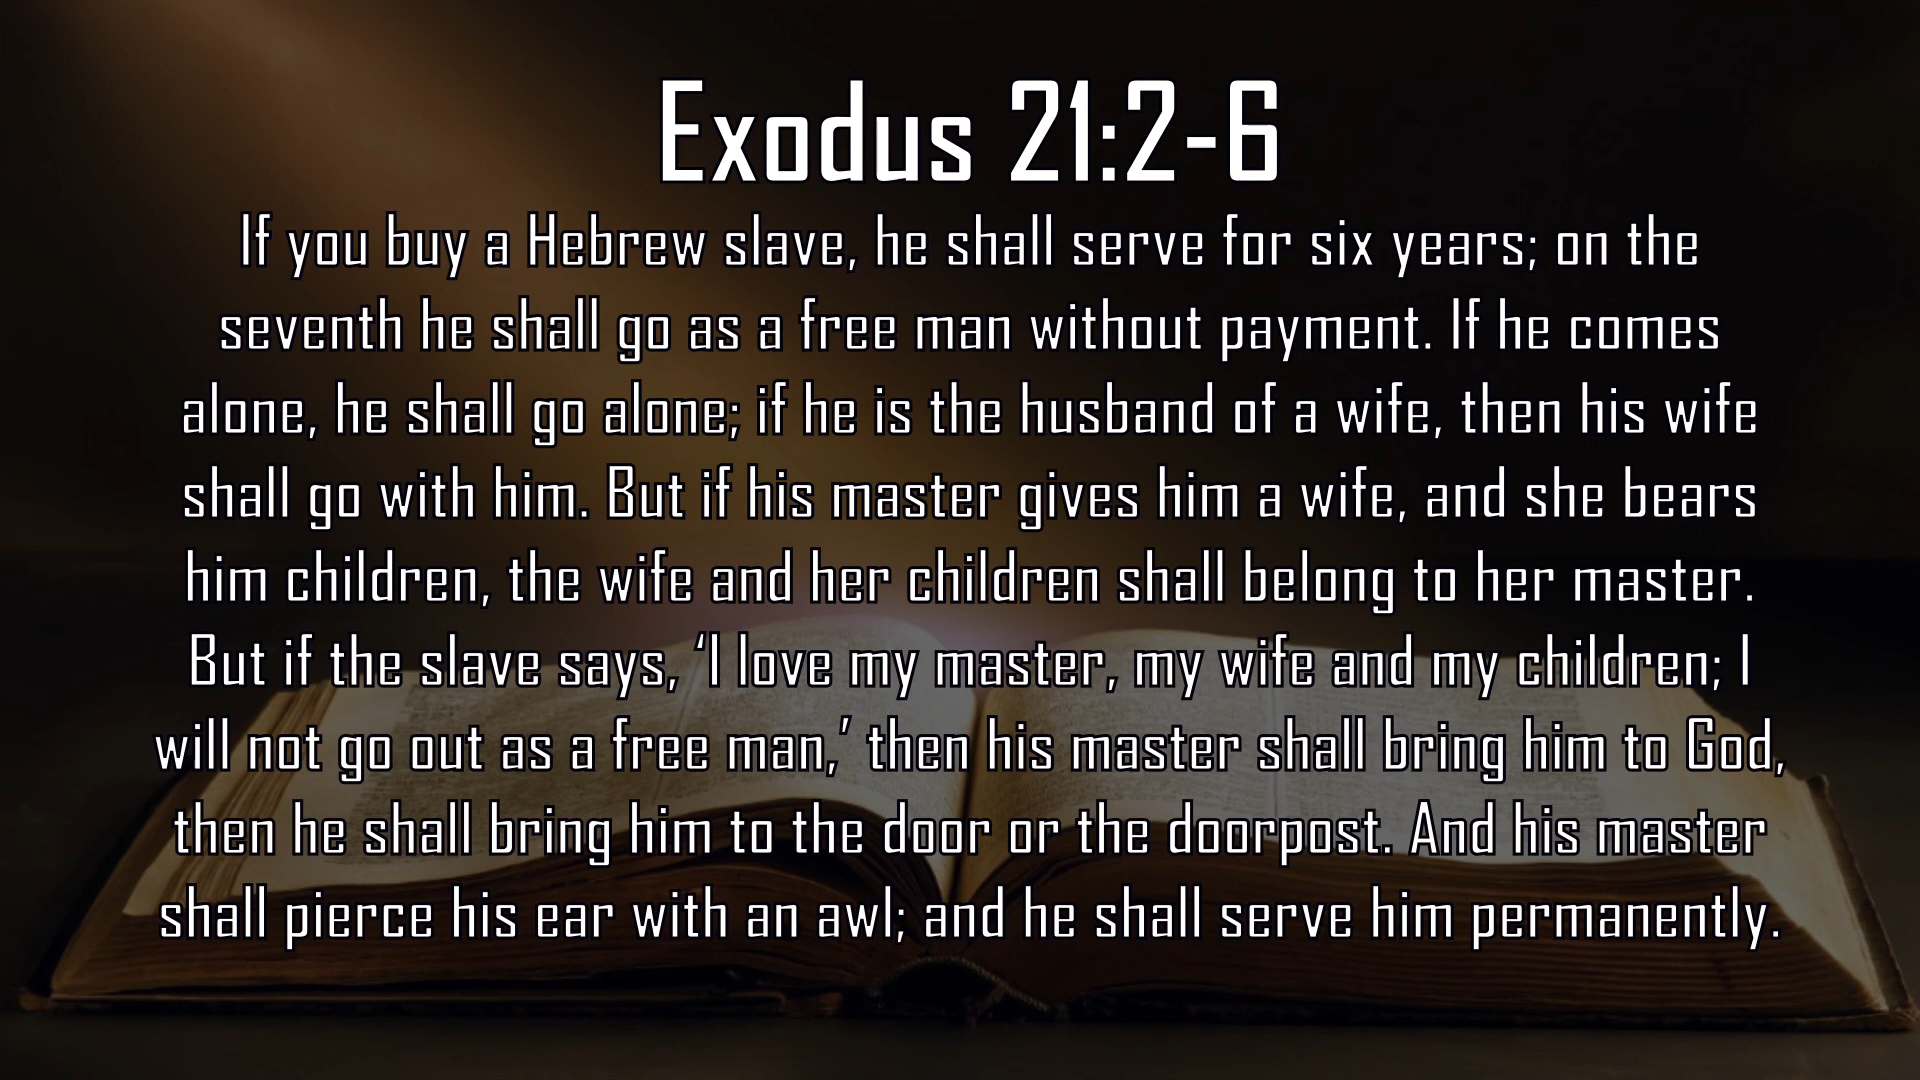 Exodus 21:2-6
If you buy a Hebrew slave, he shall serve for six years; on the
seventh he shall go as a free man without payment. If he comes
alone, he shall go alone; if he is the husband of a wife, then his wife
shall go with him. But if his master gives him a wife, and she bears
him children, the wife and her children shall belong to her master.
But if the slave says, ‘I love my master, my wife and my children; I
will not go out as a free man,’ then his master shall bring him to God,
then he shall bring him to the door or the doorpost. And his master
shall pierce his ear with an awl; and he shall serve him permanently.